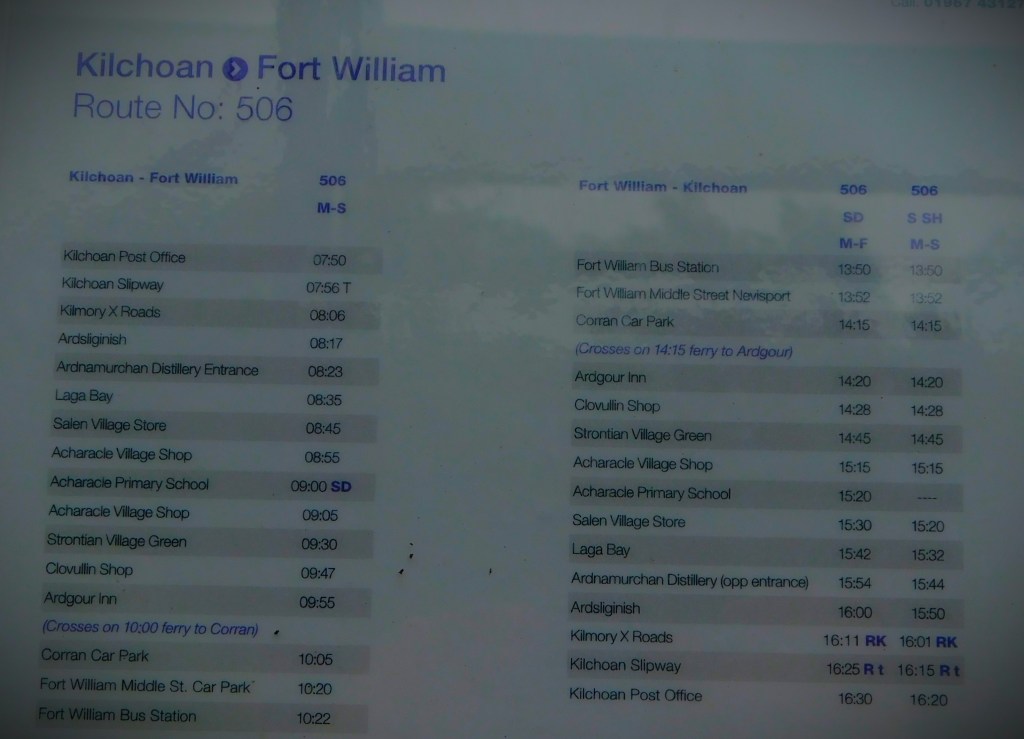 Kilchoan Fort William
Route No: 506
Kilchoan - Fort William 506
M-S
Kilchoan Post Office 07:50
Kilchoan Slipway 07:56 T
Kilmory X Roads 08:06
Ardsliginish 08:17
Ardnamurchan Distillery Entrance 08:23
Laga Bay 08:35
Salen Village Store 08:45
Acharacle Village Shop 08:55
Acharacle Primary School 09:00 SD
Acharacle Village Shop 09:05
Strontian Village Green 09:30
Clovullin Shop 09:47
Ardgour Inn 09:55
(Crosses on 10:00 ferry to Corran)
Corran Car Park 10:05
Fort William Middle St. Car Park 10:20
Fort William Bus Station 10:22
Fort William - Kilchoan 506 506
SD S SH
M-F M-S
Fort William Bus Station 13:50 13:50
Fort William Middle Street Nevisport 13:52 13:52
Corran Car Park 14:15 14:15
(Crosses on 14:15 ferry to Ardgour)
Ardgour Inn 14:20 14:20
Clovullin Shop 14:28 14:28
Strontian Village Green 14:45 14:45
Acharacle Village Shop 15:15 15:15
Acharacle Primary School 15:20 ----
Salen Village Store 15:30 15:20
Laga Bay 15:42 15:32
Ardnamurchan Distillery (opp entrance) 15:54 15:44
Ardsliginish 16:00 15:50
Kilmory X Roads 16:11 RK 16:01 RK
Kilchoan Slipway 16:25 R t 16:15 R t
Kilchoan Post Office 16:30 16:20